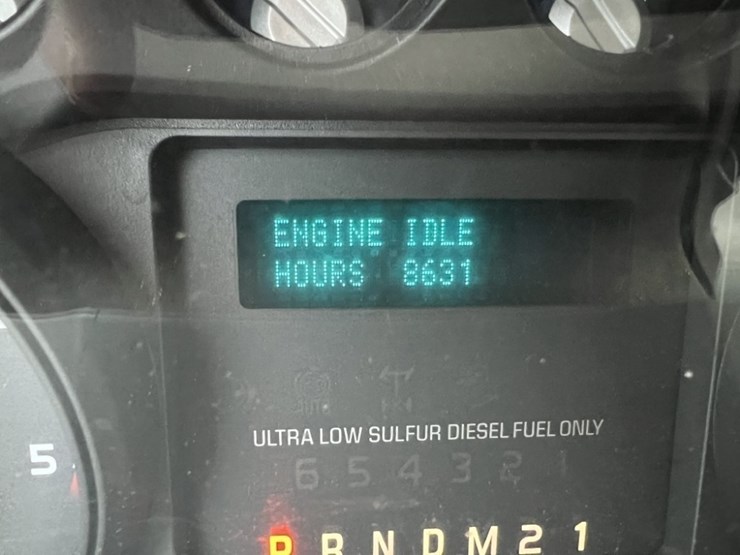 ENGINE IDLE
HOURS 8631
ULTRA LOW SULFUR DIESEL FUEL ONLY
5
6 5 4 3 2 1
P R N D M 2 1